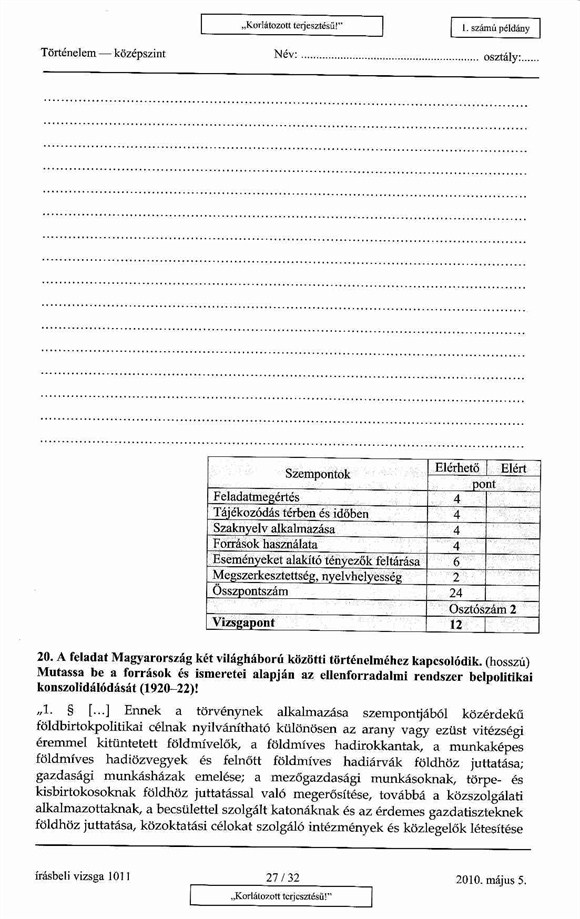 „Korlátozott terjesztésű!”
1. számú példány
Történelem — középszint
Név: ............................................................ osztály:......
Szempontok
Elérhető
Elért
pont
Feladatmegértés 4
Tájékozódás térben és időben 4
Szaknyelv alkalmazása 4
Források használata 4
Eseményeket alakító tényezők feltárása 6
Megszerkesztettség, nyelvhelyesség 2
Összpontszám 24
Osztószám 2
Vizsgapont 12
20. A feladat Magyarország két világháború közötti történelméhez kapcsolódik. (hosszú)
Mutassa be a források és ismeretei alapján az ellenforradalmi rendszer belpolitikai
konszolidálódását (1920–22)!
„1. § [...] Ennek a törvénynek alkalmazása szempontjából közérdekű
földbirtokpolitikai célnak nyilvánítható különösen az arany vagy ezüst vitézségi
éremmel kitüntetett földmívelők, a földmíves hadirokkantak, a munkaképes
földmíves hadiözvegyek és felnőtt földmíves hadiárvák földhöz juttatása;
gazdasági munkásházak emelése; a mezőgazdasági munkásoknak, törpe- és
kisbirtokosoknak földhöz juttatással való megerősítése, továbbá a közszolgálati
alkalmazottaknak, a becsülettel szolgált katonáknak és az érdemes gazdatiszteknek
földhöz juttatása, közoktatási célokat szolgáló intézmények és közlegelők létesítése
írásbeli vizsga 1011
27 / 32
2010. május 5.
„Korlátozott terjesztésű!”